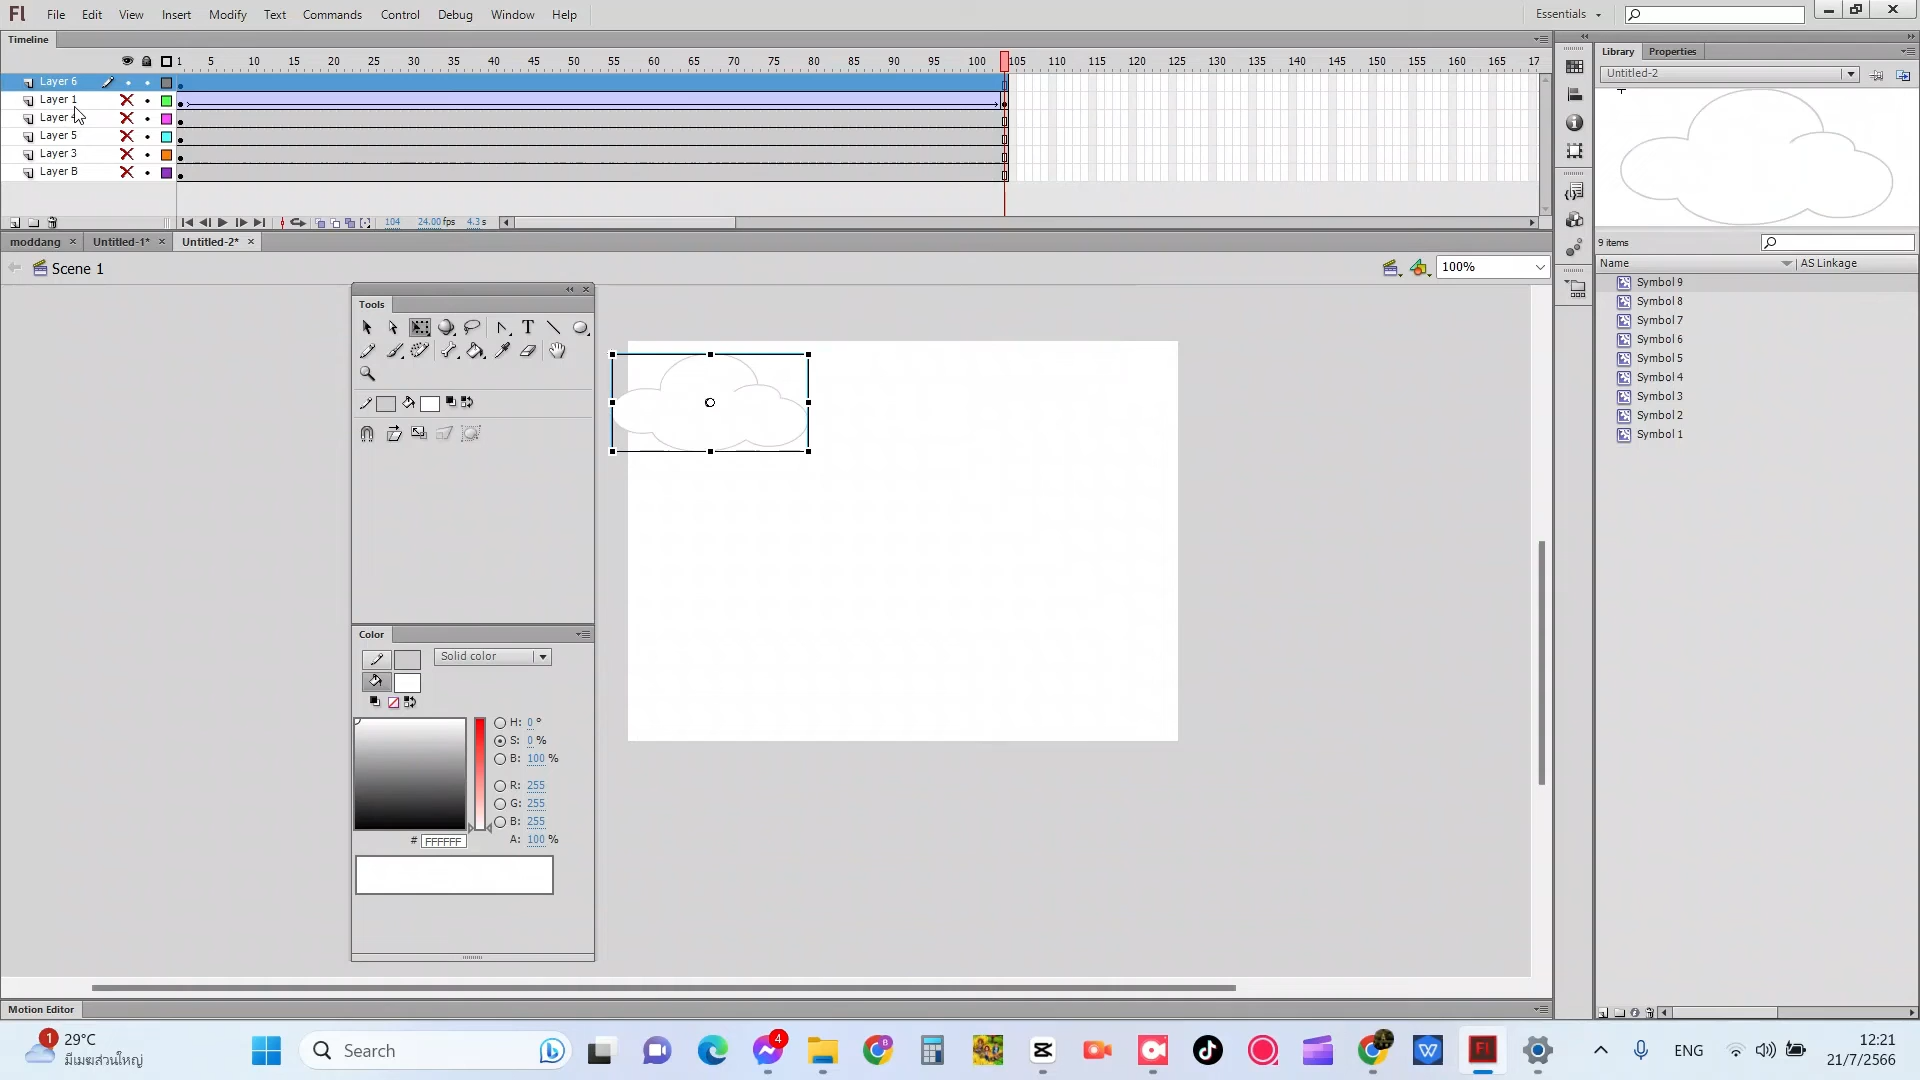 Fl File Edit View Insert Modify Text Commands Control Debug Window Help Essentials
Timeline
1 5 10 15 20 25 30 35 40 45 50 55 60 65 70 75 80 85 90 95 100 105 110 115 120 125 130 135 140 145 150 155 160 165 17
Layer 6
Layer 1
Layer
Layer 5
Layer 3
Layer B
104 24.00 fps 4.3 s
moddang Untitled-1* Untitled-2*
Scene 1
100%
Tools
T
Color
Solid color
H: 0 °
S: 0 %
B: 100 %
R: 255
G: 255
B: 255
A: 100 %
# FFFFFF
Motion Editor
Library Properties
Untitled-2
9 items
Name AS Linkage
Symbol 9
Symbol 8
Symbol 7
Symbol 6
Symbol 5
Symbol 4
Symbol 3
Symbol 2
Symbol 1
1 29°C
มีเมฆส่วนใหญ่
Search
4
ENG
12:21
21/7/2566